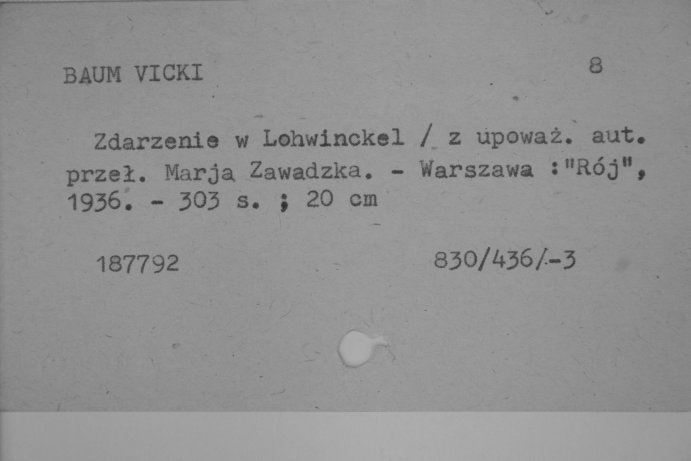 BAUM VICKI 8
Zdarzenie w Lohwinckel / z upoważ. aut.
przeł. Marja Zawadzka. - Warszawa :"Rój",
1936. - 303 s. ; 20 cm
187792 830/436/-3